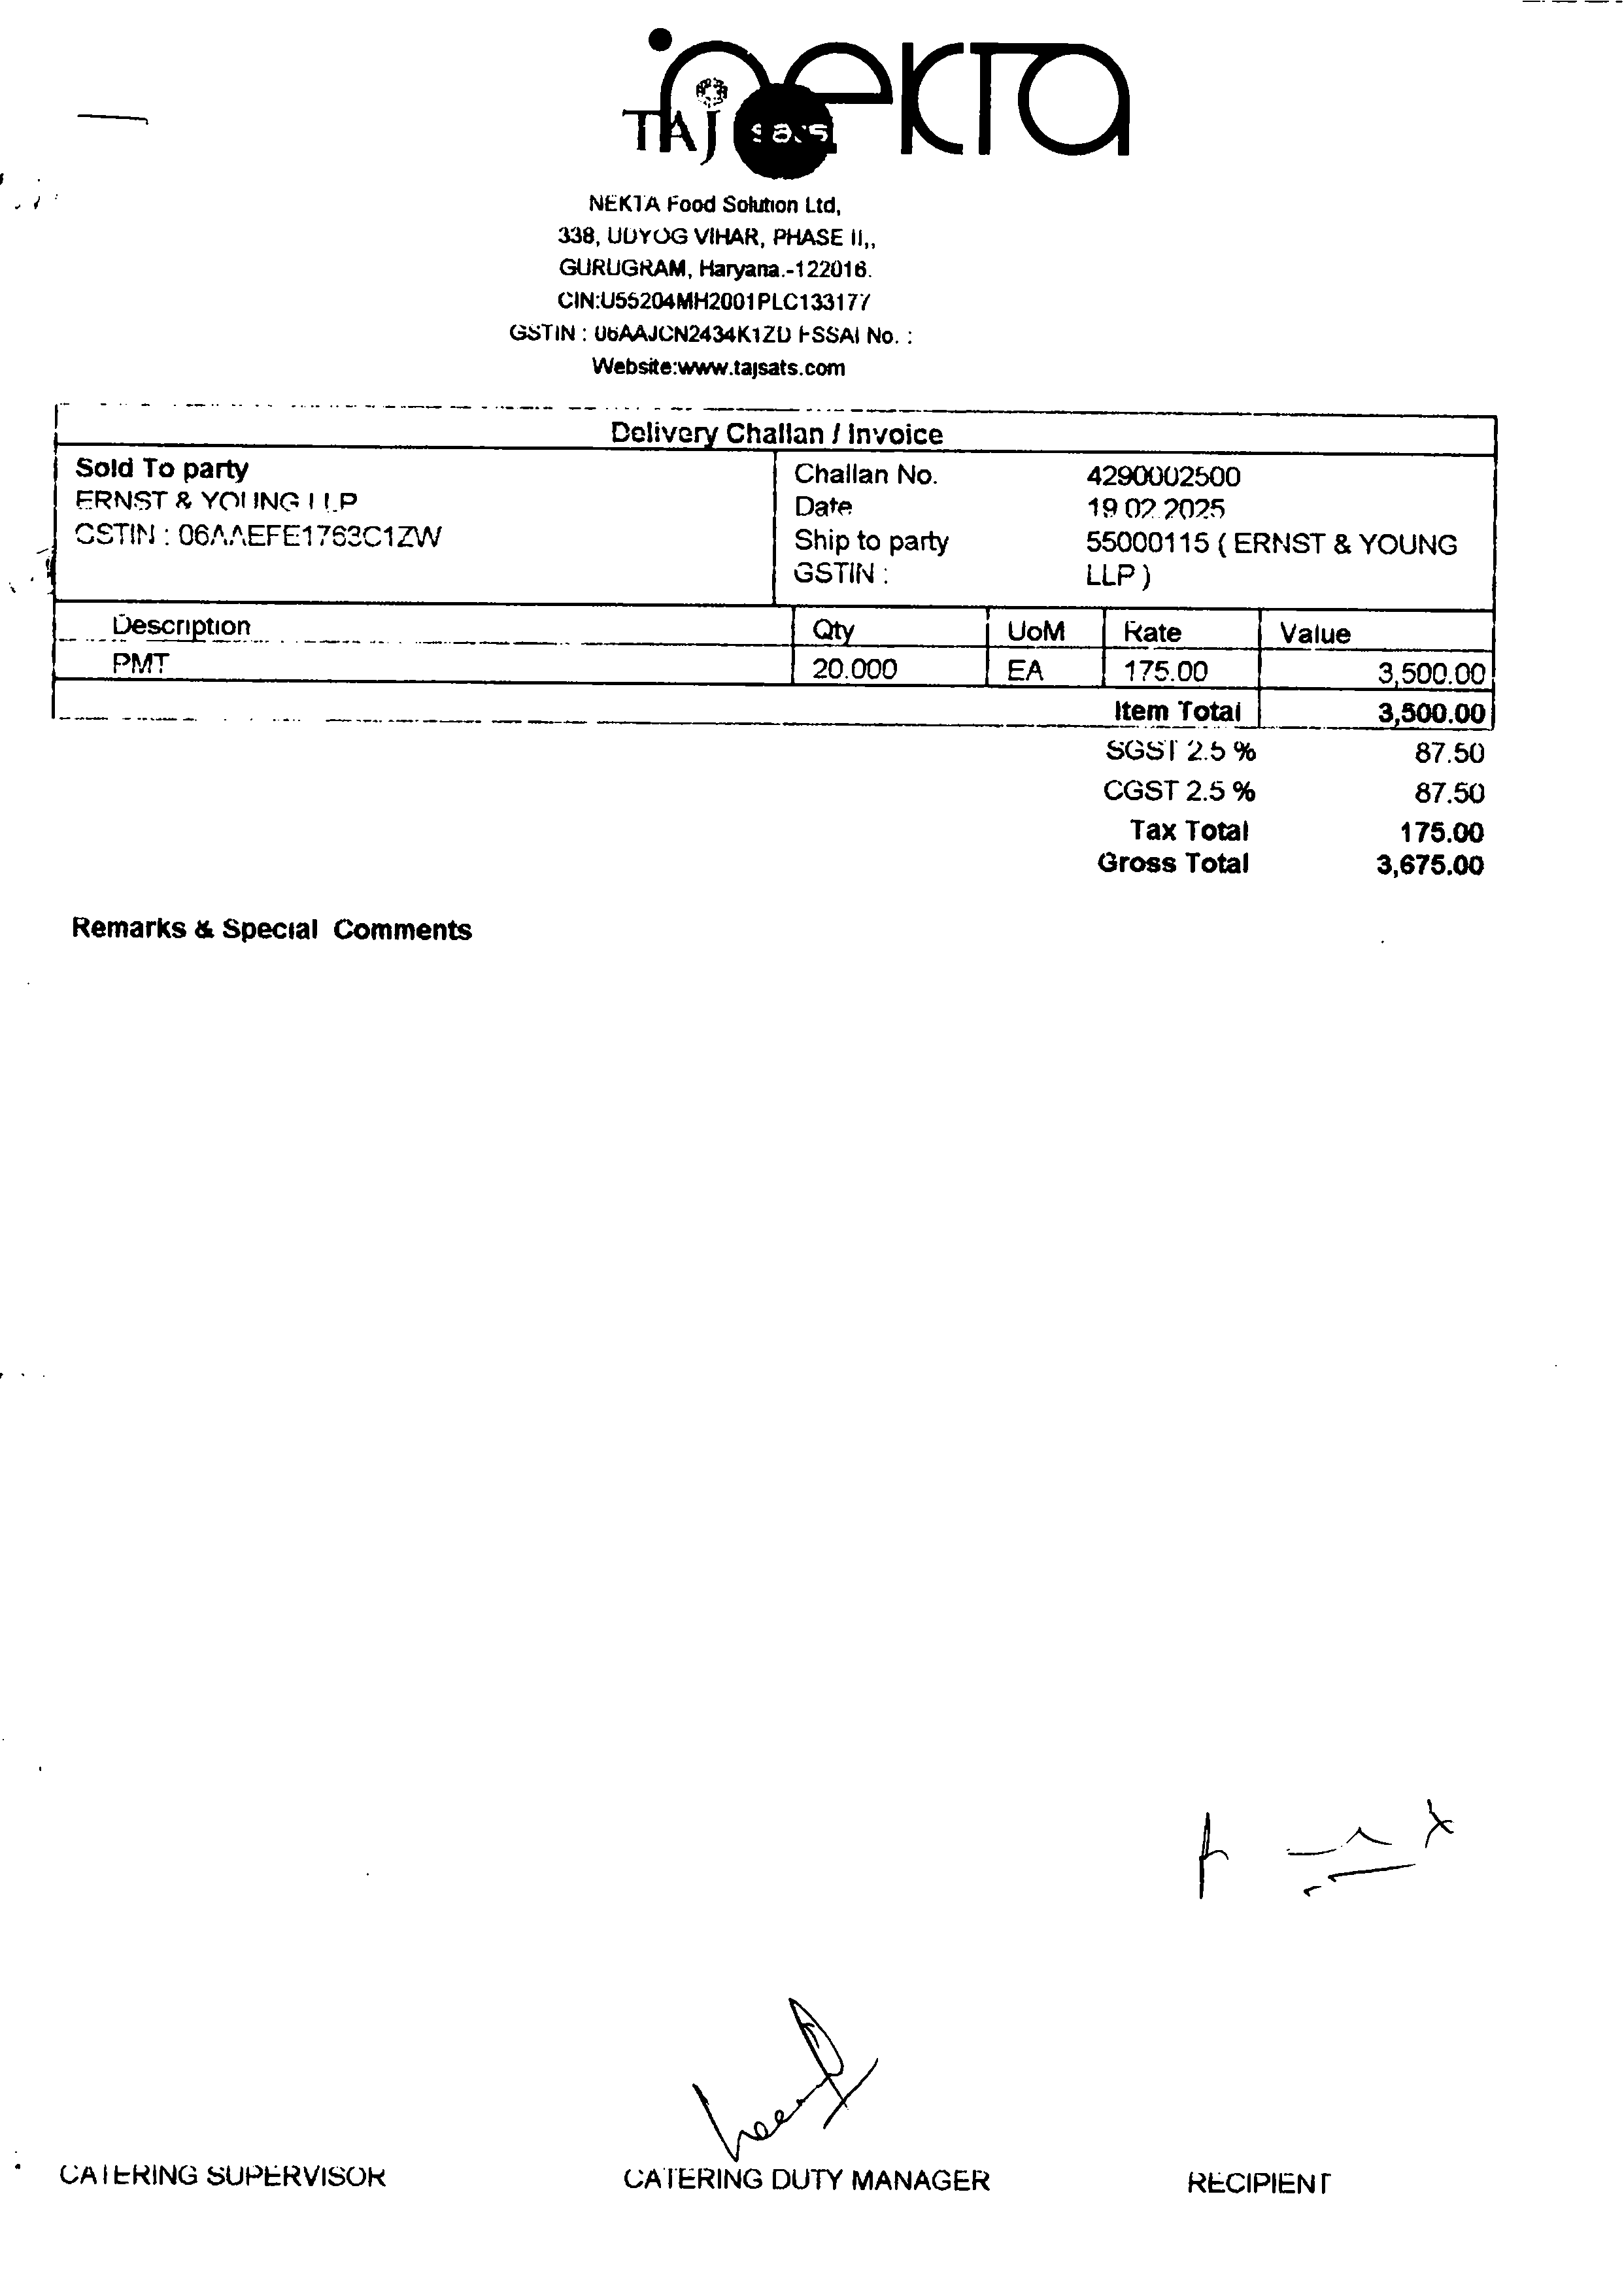 nekta
TAJ sats
NEKTA Food Solution Ltd,
338, UDYOG VIHAR, PHASE II,,
GURUGRAM, Haryana.-122016.
CIN:U55204MH2001PLC133177
GSTIN : 06AAJCN2434K1ZD FSSAI No. :
Website:www.tajsats.com
Delivery Challan / Invoice
Sold To party
ERNST & YOUNG LLP
GSTIN : 06AAEFE1763C1ZW
Challan No. 4290002500
Date 19.02.2025
Ship to party 55000115 ( ERNST & YOUNG
GSTIN : LLP )
Description Qty UoM Rate Value
PMT 20.000 EA 175.00 3,500.00
Item Total 3,500.00
SGST 2.5 % 87.50
CGST 2.5 % 87.50
Tax Total 175.00
Gross Total 3,675.00
Remarks & Special Comments
CATERING SUPERVISOR CATERING DUTY MANAGER RECIPIENT